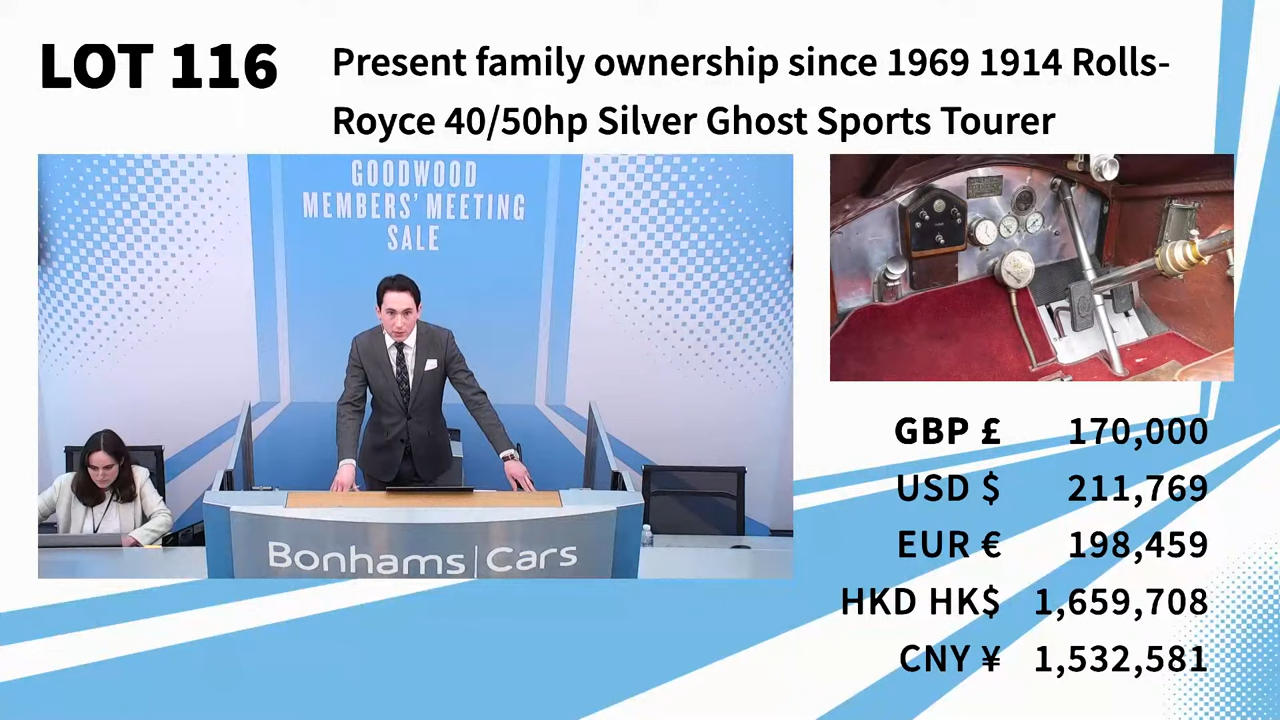 LOT 116
Present family ownership since 1969 1914 Rolls-
Royce 40/50hp Silver Ghost Sports Tourer
GOODWOOD
MEMBERS' MEETING
SALE
Bonhams|Cars
GBP £ 170,000
USD $ 211,769
EUR € 198,459
HKD HK$ 1,659,708
CNY ¥ 1,532,581